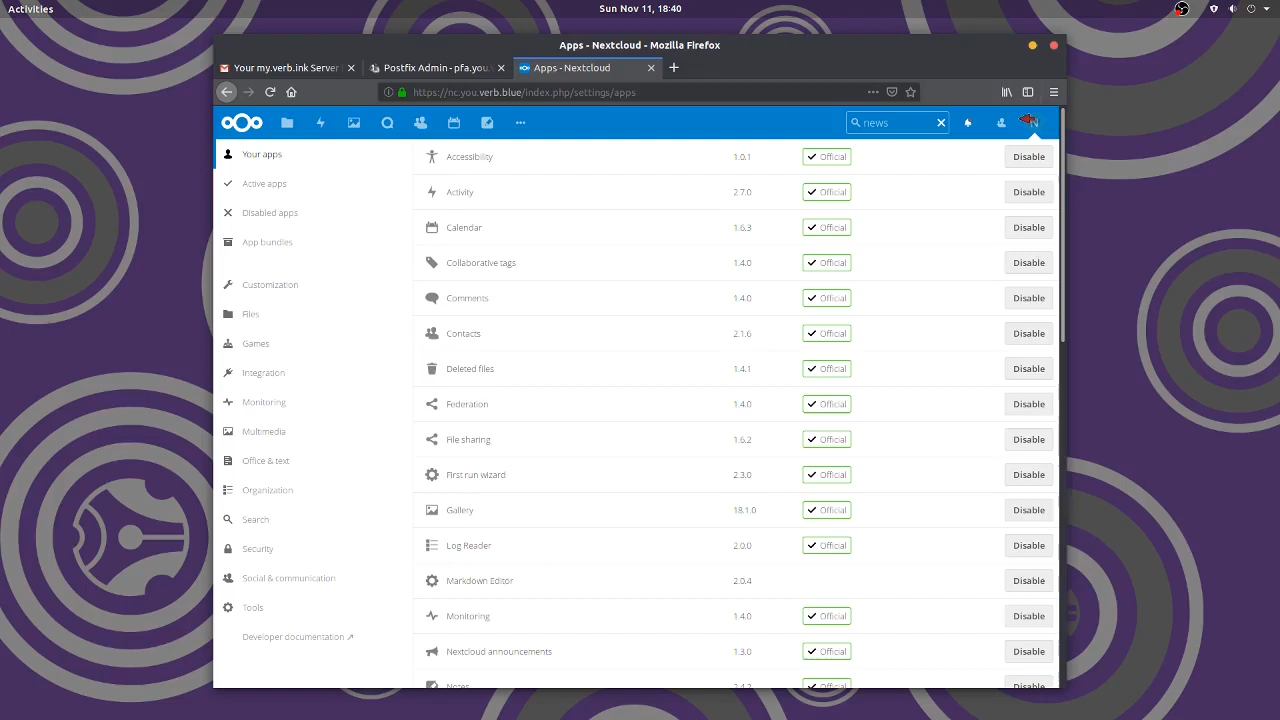 Activities
Sun Nov 11, 18:40
Apps - Nextcloud - Mozilla Firefox
Your my.verb.ink Server
Postfix Admin - pfa.you.
Apps - Nextcloud
https://nc.you.verb.blue/index.php/settings/apps
news
N
Your apps
Active apps
Disabled apps
App bundles
Customization
Files
Games
Integration
Monitoring
Multimedia
Office & text
Organization
Search
Security
Social & communication
Tools
Developer documentation ↗
Accessibility 1.0.1 Official Disable
Activity 2.7.0 Official Disable
Calendar 1.6.3 Official Disable
Collaborative tags 1.4.0 Official Disable
Comments 1.4.0 Official Disable
Contacts 2.1.6 Official Disable
Deleted files 1.4.1 Official Disable
Federation 1.4.0 Official Disable
File sharing 1.6.2 Official Disable
First run wizard 2.3.0 Official Disable
Gallery 18.1.0 Official Disable
Log Reader 2.0.0 Official Disable
Markdown Editor 2.0.4 Disable
Monitoring 1.4.0 Official Disable
Nextcloud announcements 1.3.0 Official Disable
Notes 2.4.2 Official Disable